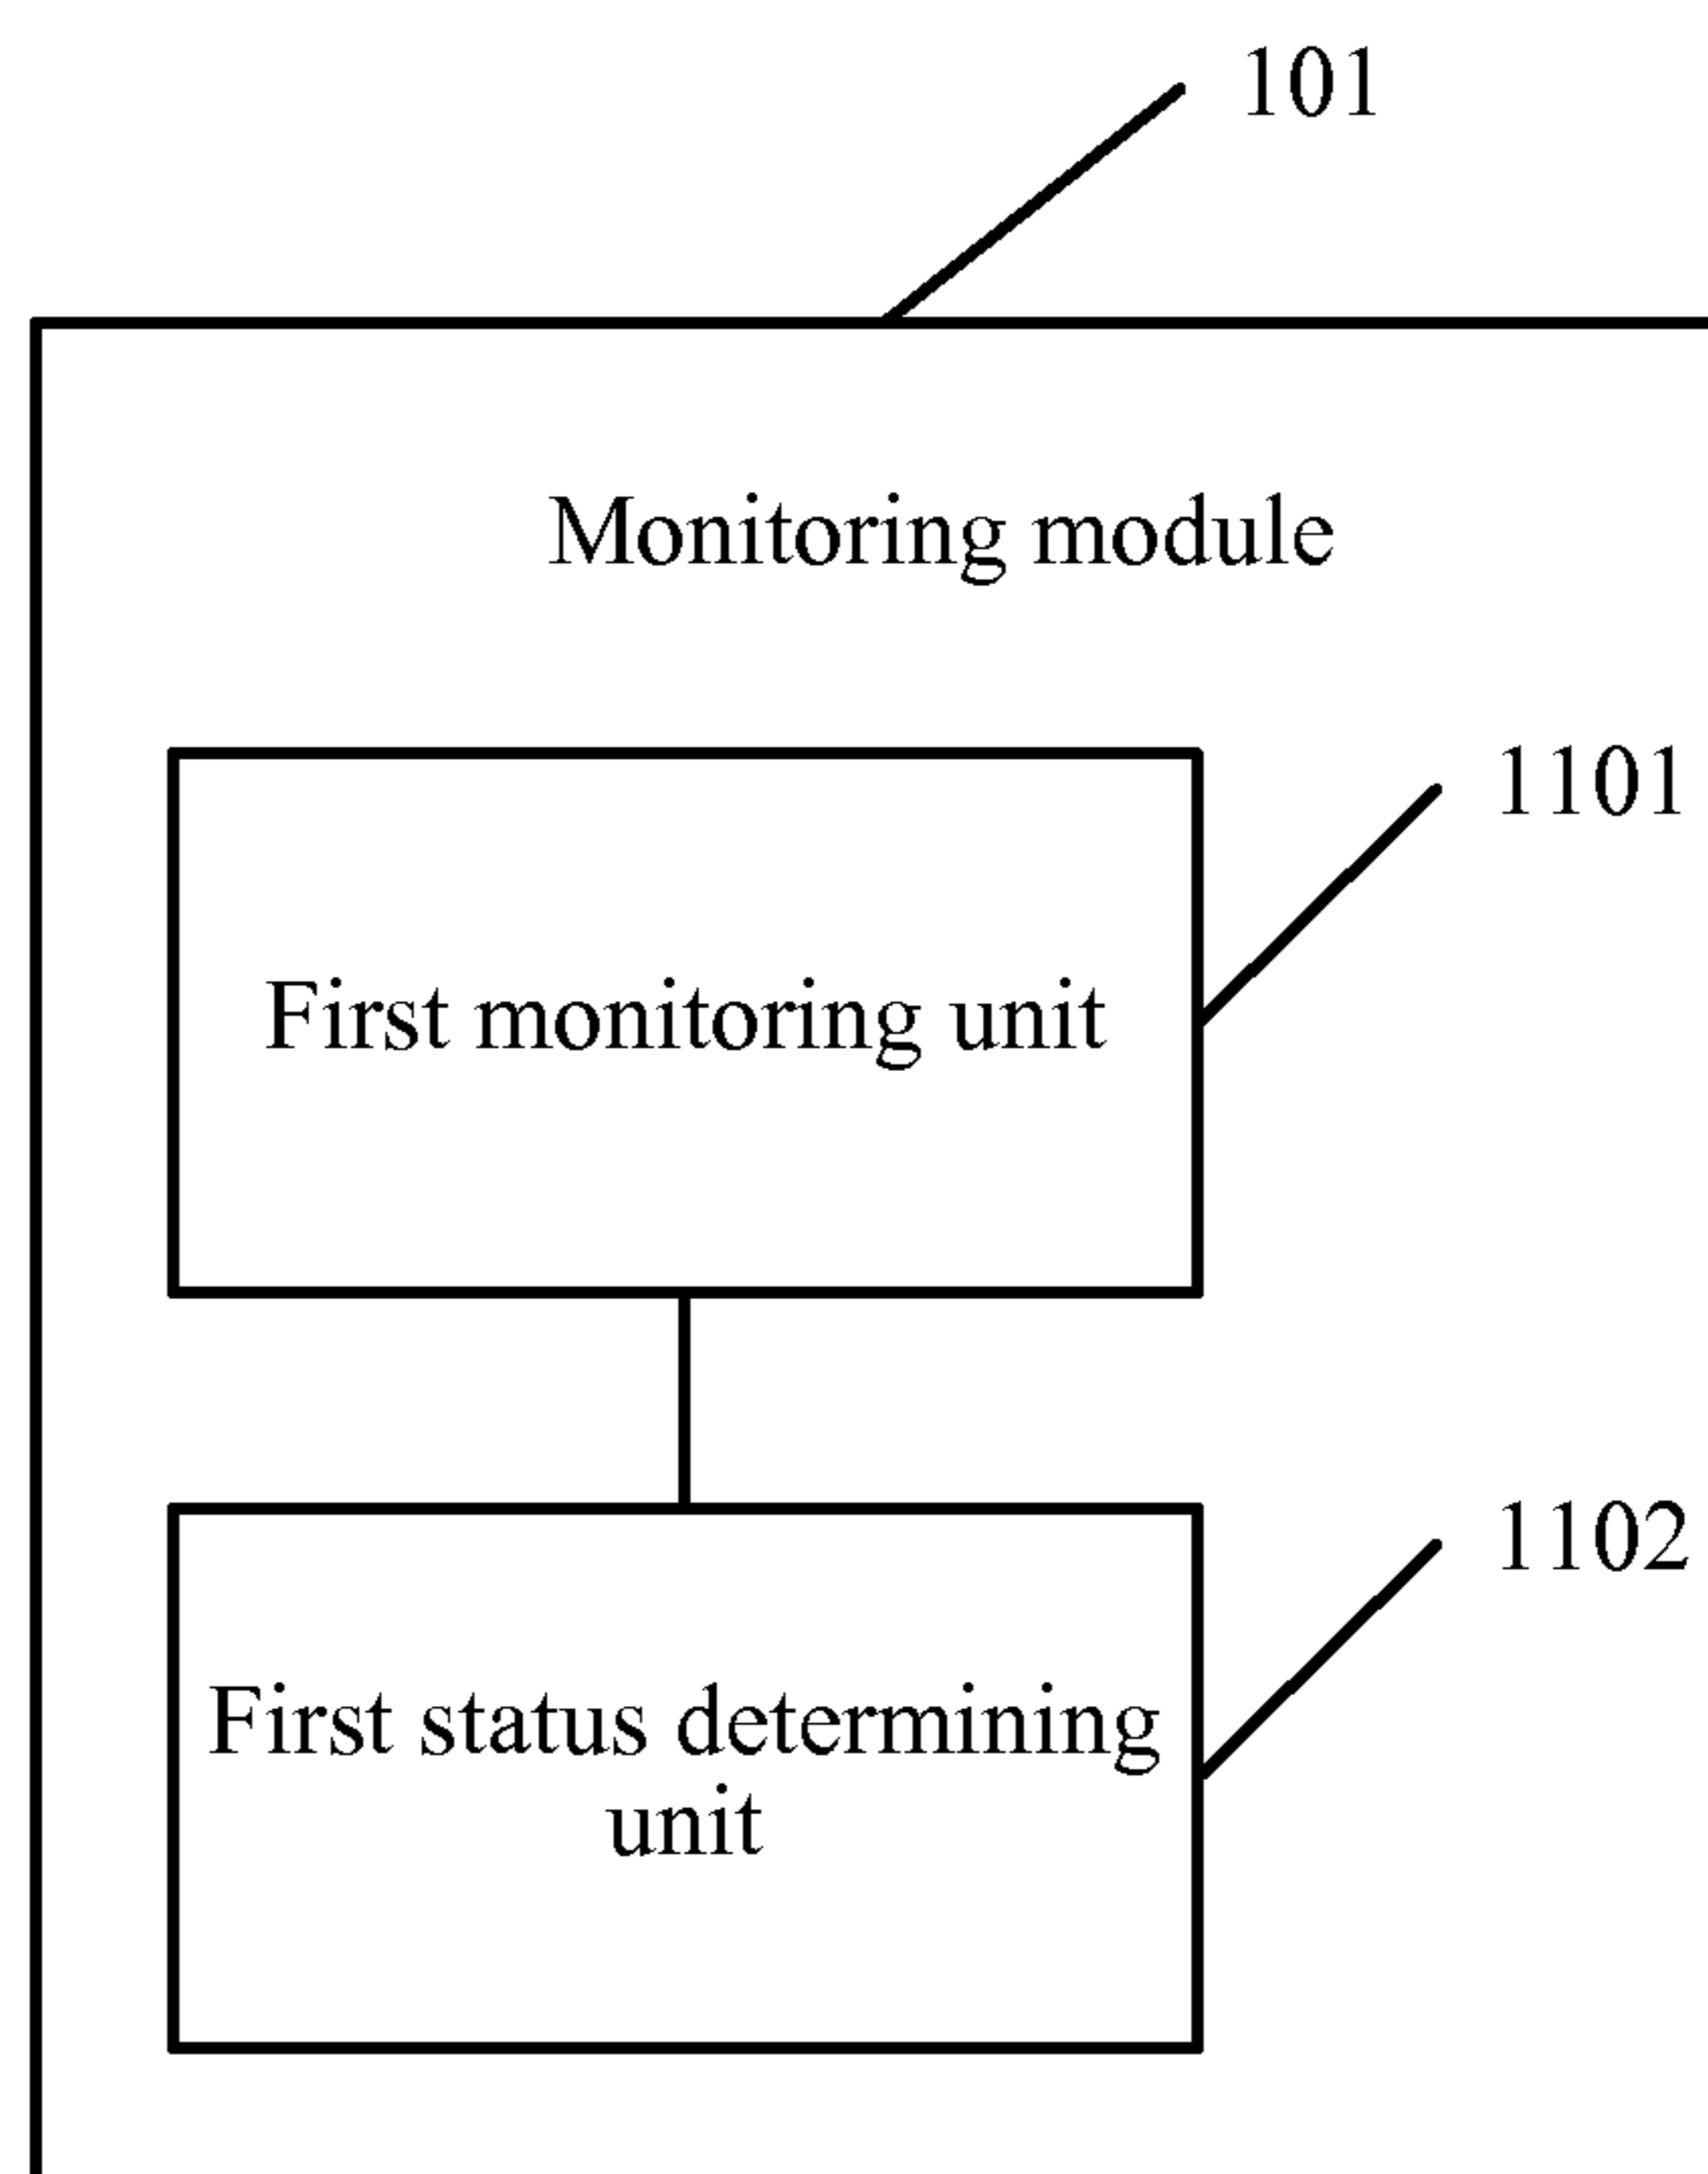 101
Monitoring module
1101
First monitoring unit
1102
First status determining
unit